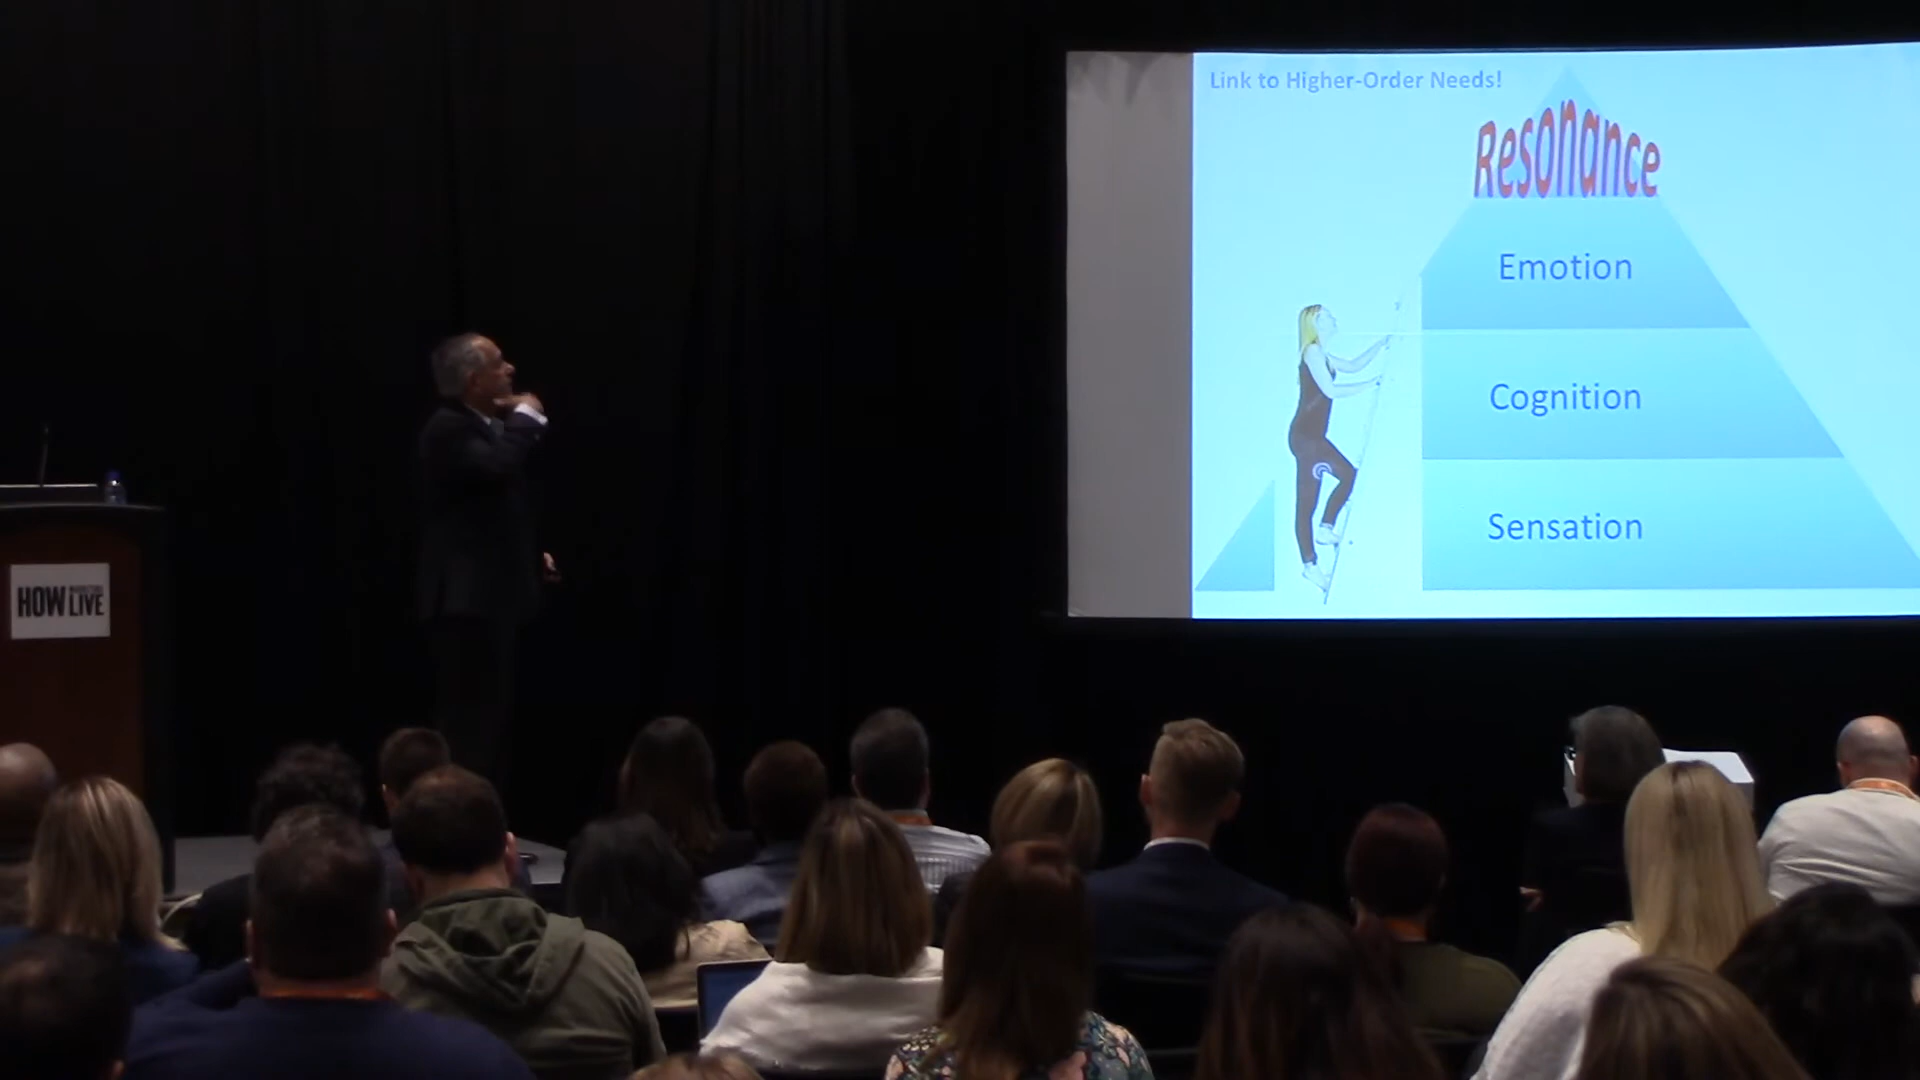 Link to Higher-Order Needs!
Resonance
Emotion
Cognition
Sensation
HOW
LIVE